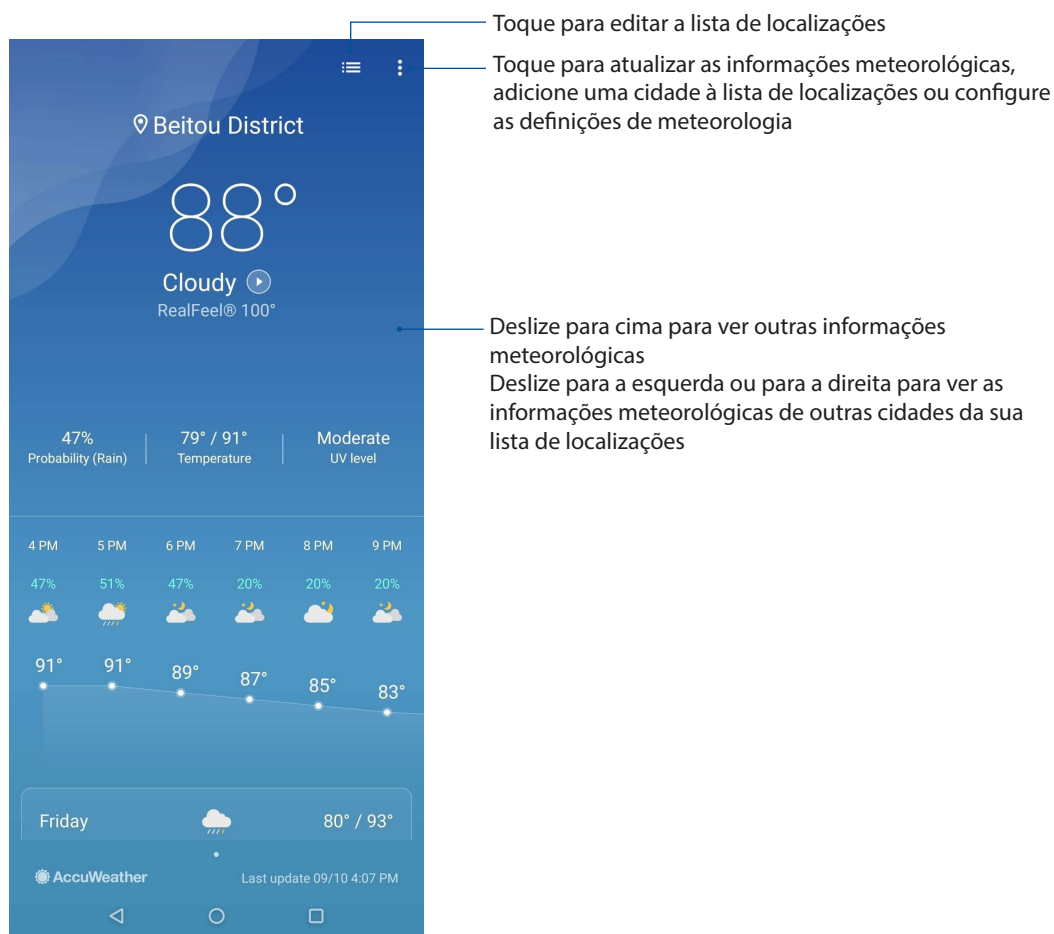 Toque para editar a lista de localizações
Toque para atualizar as informações meteorológicas,
adicione uma cidade à lista de localizações ou configure
as definições de meteorologia
Beitou District
88°
Cloudy
RealFeel® 100°
Deslize para cima para ver outras informações
meteorológicas
Deslize para a esquerda ou para a direita para ver as
informações meteorológicas de outras cidades da sua
lista de localizações
47% 79° / 91° Moderate
Probability (Rain) Temperature UV level
4 PM 5 PM 6 PM 7 PM 8 PM 9 PM
47% 51% 47% 20% 20% 20%
91° 91° 89° 87° 85° 83°
Friday 80° / 93°
AccuWeather Last update 09/10 4:07 PM